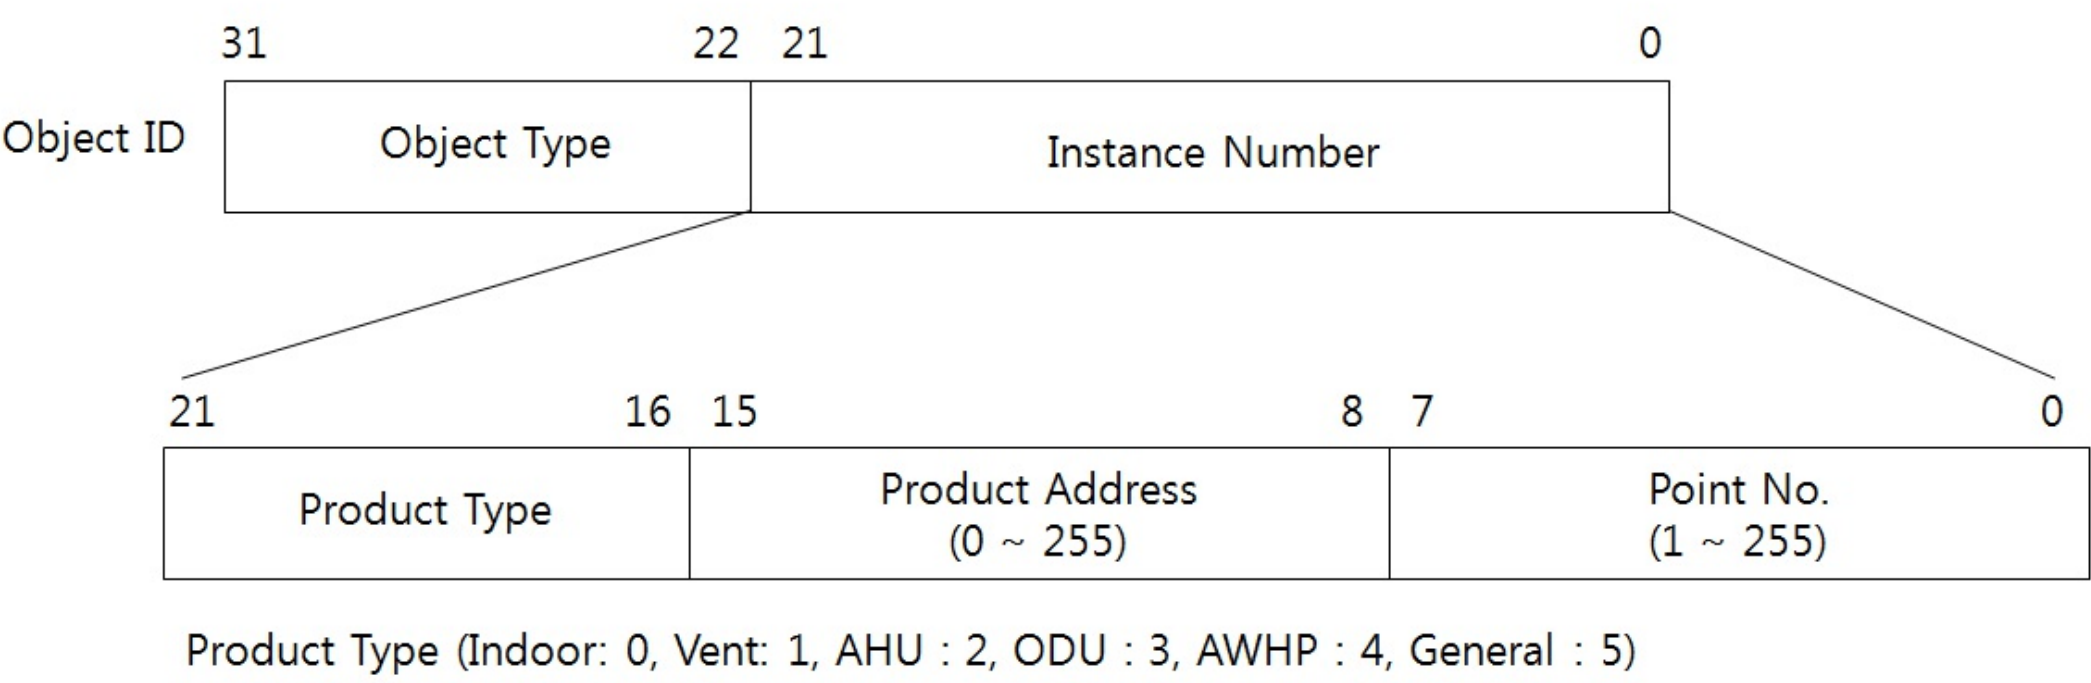 31 22 21 0
Object ID Object Type Instance Number
21 16 15 8 7 0
Product Type Product Address Point No.
(0 ~ 255) (1 ~ 255)
Product Type (Indoor: 0, Vent: 1, AHU : 2, ODU : 3, AWHP : 4, General : 5)